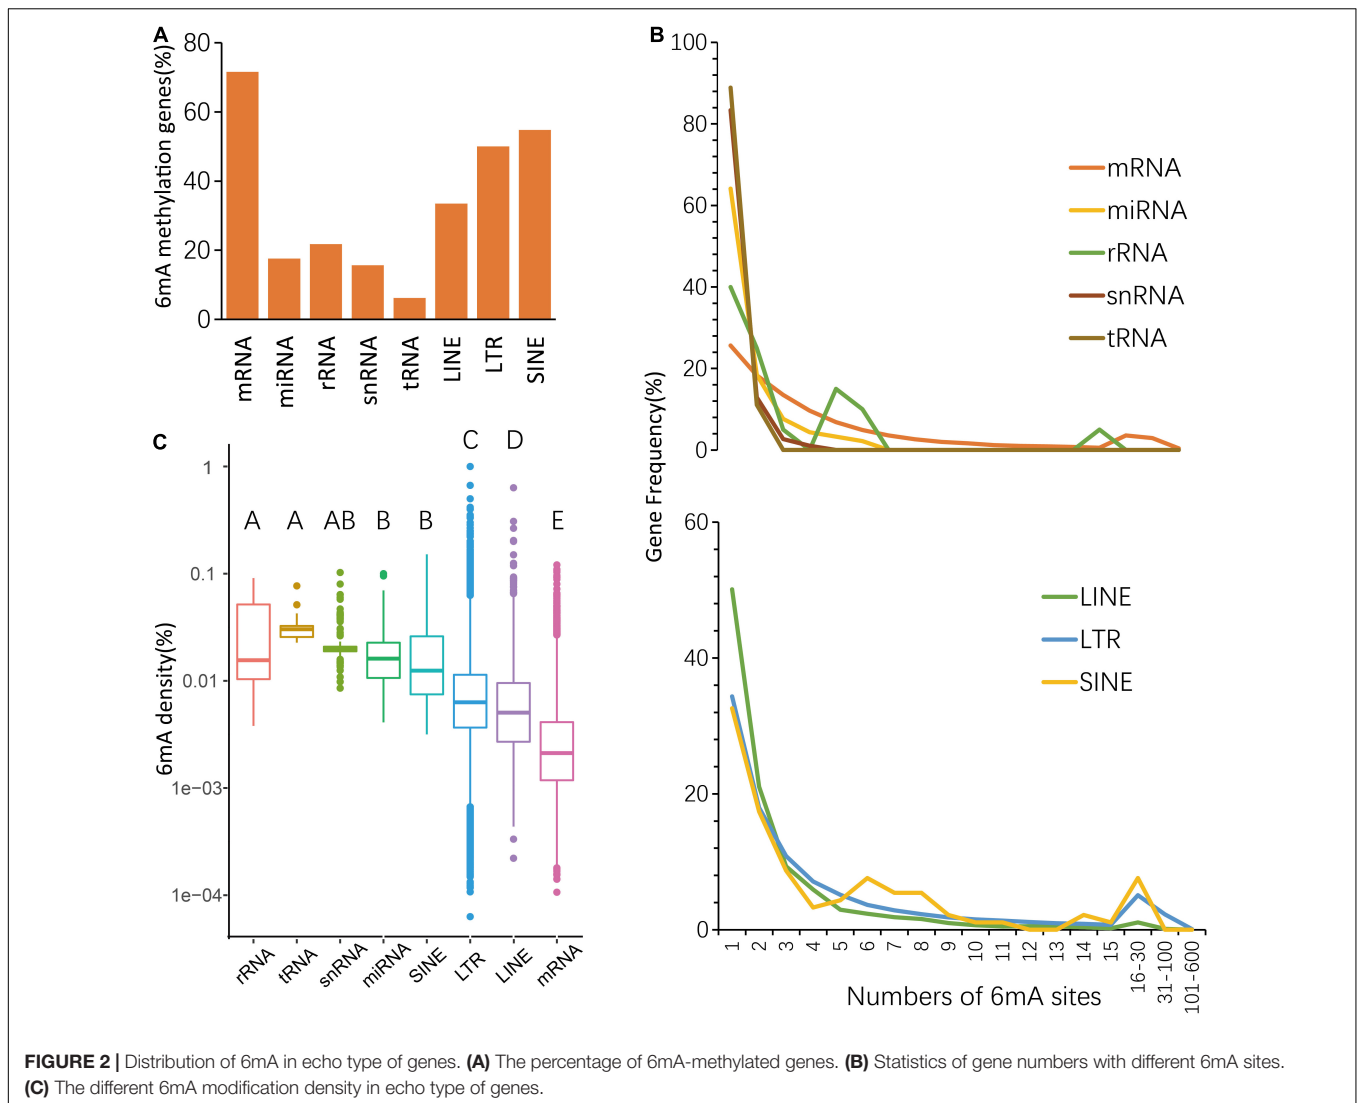 A
6mA methylation genes(%)
80
60
40
20
0
mRNA
miRNA
rRNA
snRNA
tRNA
LINE
LTR
SINE
B
100
80
60
40
20
0
mRNA
miRNA
rRNA
snRNA
tRNA
Gene Frequency(%)
60
40
20
0
LINE
LTR
SINE
1
2
3
4
5
6
7
8
9
10
11
12
13
14
15
16-30
31-100
101-600
Numbers of 6mA sites
C
6mA density(%)
1
0.1
0.01
1e−03
1e−04
A A AB B B C D E
rRNA
tRNA
snRNA
miRNA
SINE
LTR
LINE
mRNA
FIGURE 2 | Distribution of 6mA in echo type of genes. (A) The percentage of 6mA-methylated genes. (B) Statistics of gene numbers with different 6mA sites.
(C) The different 6mA modification density in echo type of genes.